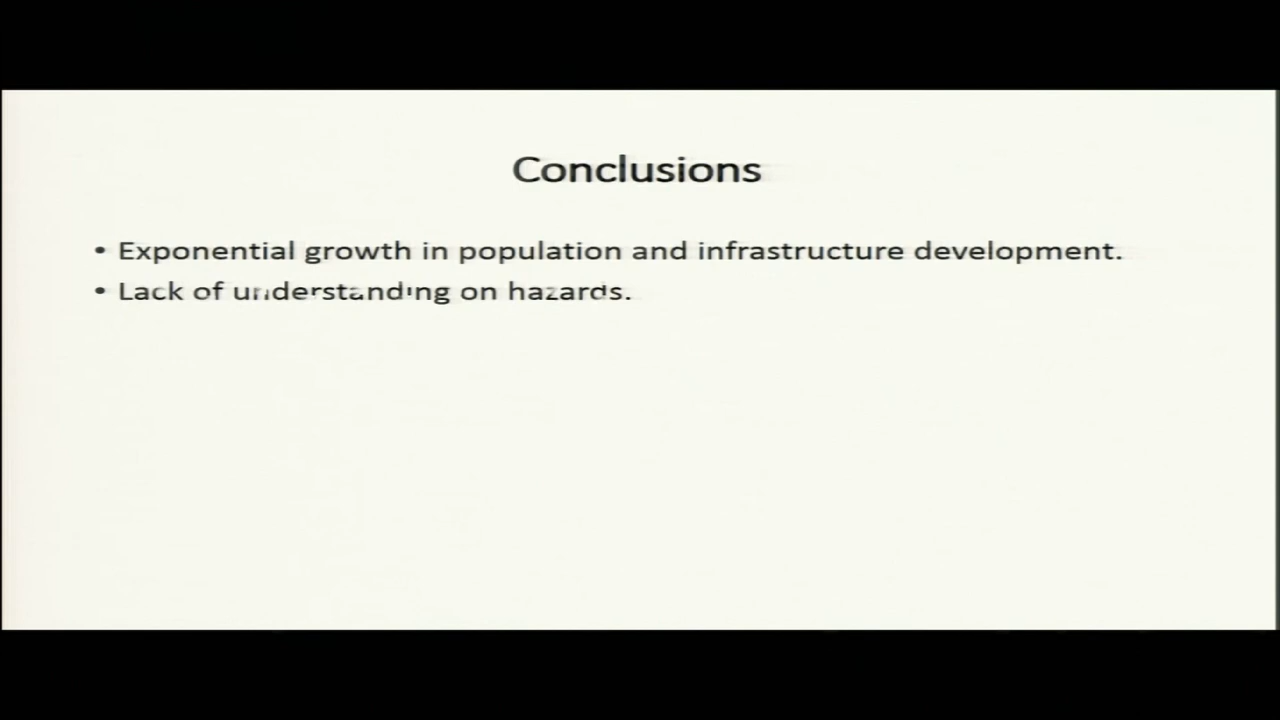 Conclusions
• Exponential growth in population and infrastructure development.
• Lack of understanding on hazards.